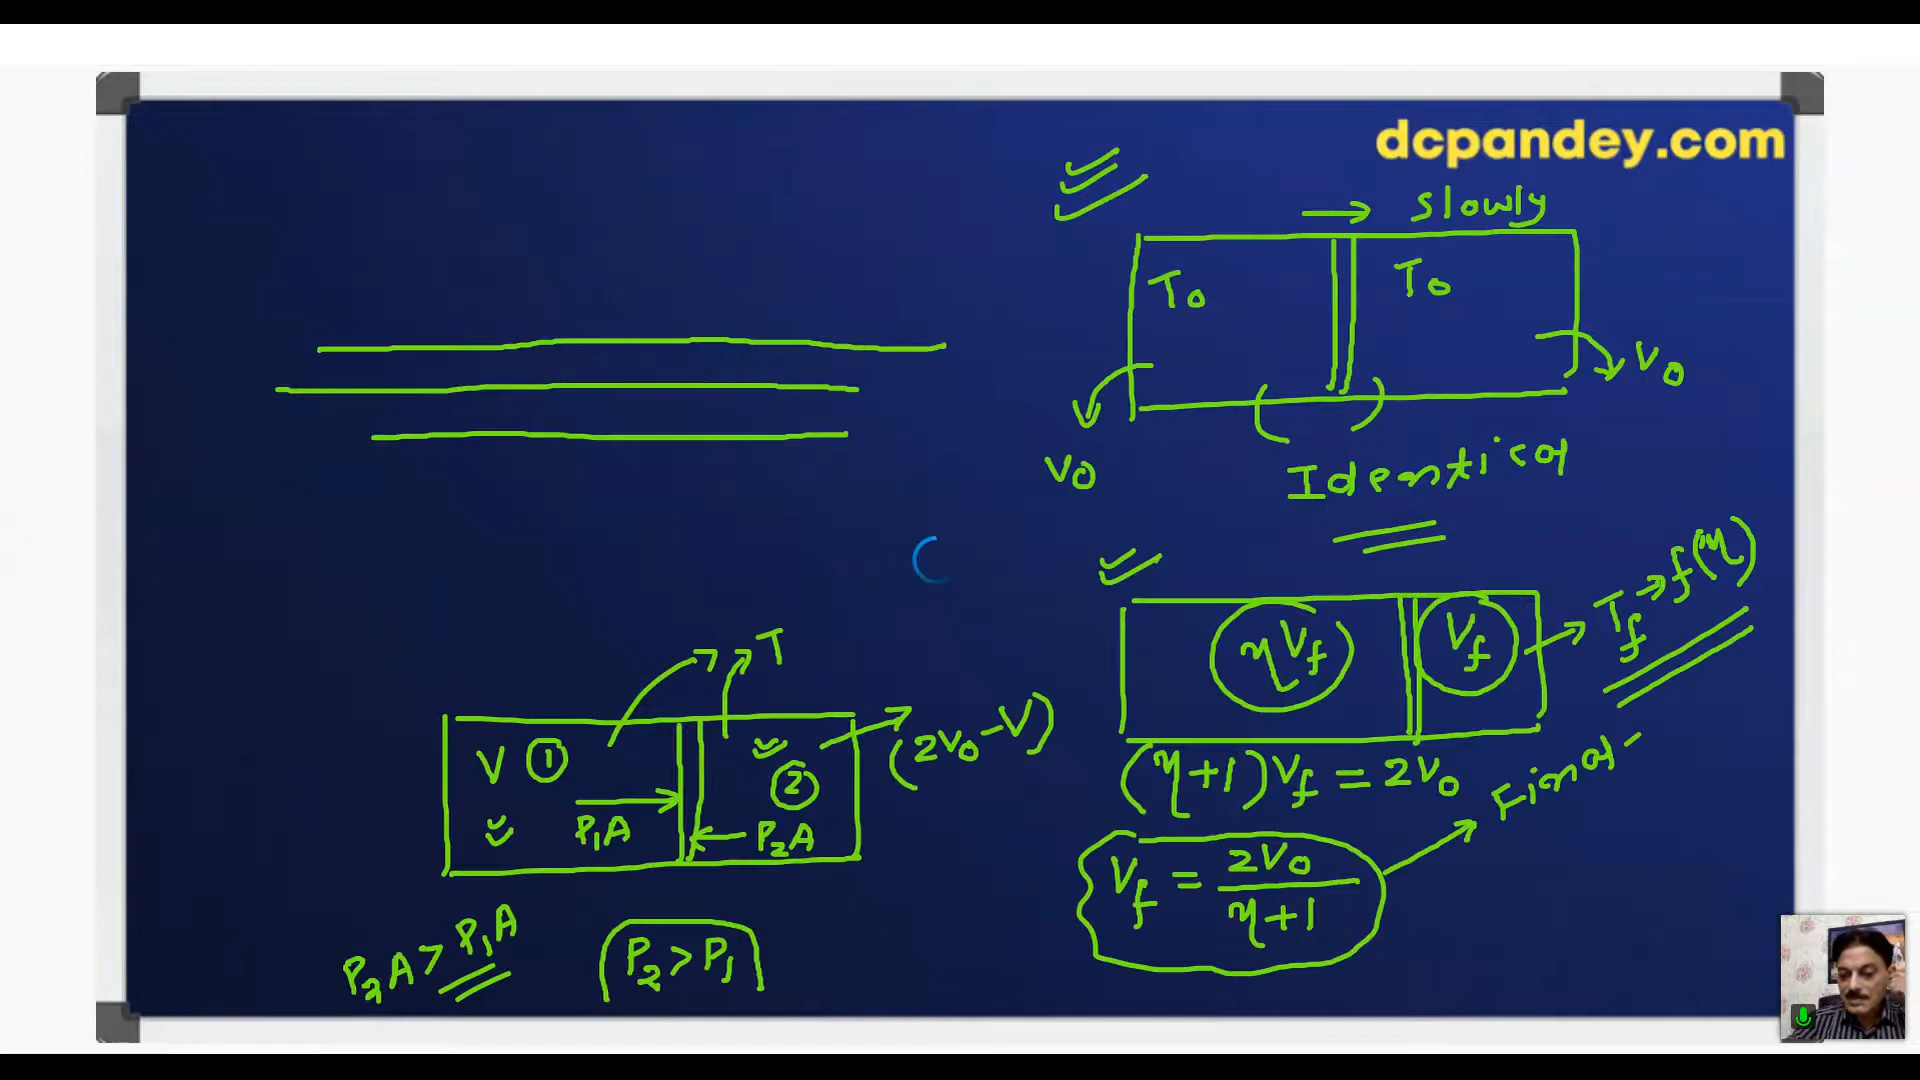 dcpandey.com
→ slowly
T₀ T₀
V₀
V₀
Identical
ηV_f V_f → T_f → f(η)
(η+1)V_f = 2V₀
V_f = 2V₀/(η+1) → Final
T
V ① ② (2V₀-V)
P₁A P₂A
P₂A > P₁A P₂ > P₁